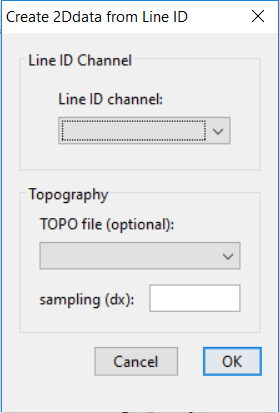 Create 2Ddata from Line ID
Line ID Channel
Line ID channel:
Topography
TOPO file (optional):
sampling (dx):
Cancel
OK